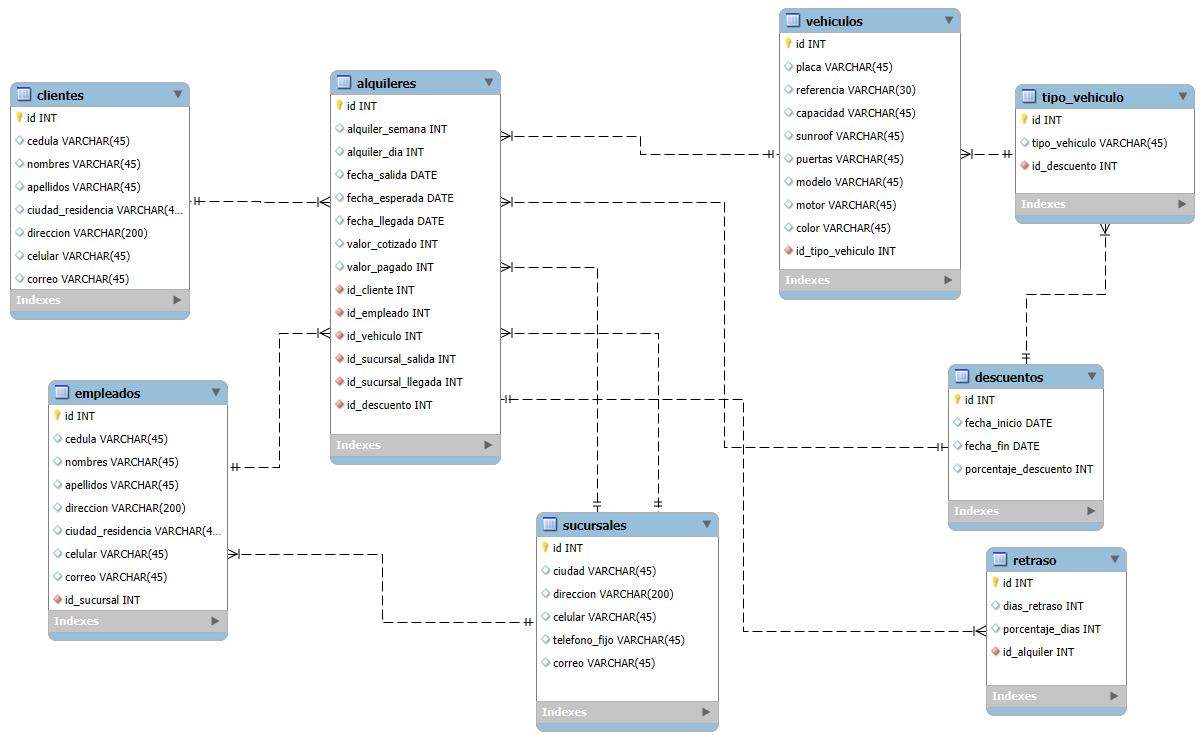 clientes
id INT
cedula VARCHAR(45)
nombres VARCHAR(45)
apellidos VARCHAR(45)
ciudad_residencia VARCHAR(4...
direccion VARCHAR(200)
celular VARCHAR(45)
correo VARCHAR(45)
Indexes
alquileres
id INT
alquiler_semana INT
alquiler_dia INT
fecha_salida DATE
fecha_esperada DATE
fecha_llegada DATE
valor_cotizado INT
valor_pagado INT
id_cliente INT
id_empleado INT
id_vehiculo INT
id_sucursal_salida INT
id_sucursal_llegada INT
id_descuento INT
Indexes
vehiculos
id INT
placa VARCHAR(45)
referencia VARCHAR(30)
capacidad VARCHAR(45)
sunroof VARCHAR(45)
puertas VARCHAR(45)
modelo VARCHAR(45)
motor VARCHAR(45)
color VARCHAR(45)
id_tipo_vehiculo INT
Indexes
tipo_vehiculo
id INT
tipo_vehiculo VARCHAR(45)
id_descuento INT
Indexes
empleados
id INT
cedula VARCHAR(45)
nombres VARCHAR(45)
apellidos VARCHAR(45)
direccion VARCHAR(200)
ciudad_residencia VARCHAR(4...
celular VARCHAR(45)
correo VARCHAR(45)
id_sucursal INT
Indexes
sucursales
id INT
ciudad VARCHAR(45)
direccion VARCHAR(200)
celular VARCHAR(45)
telefono_fijo VARCHAR(45)
correo VARCHAR(45)
Indexes
descuentos
id INT
fecha_inicio DATE
fecha_fin DATE
porcentaje_descuento INT
Indexes
retraso
id INT
dias_retraso INT
porcentaje_dias INT
id_alquiler INT
Indexes